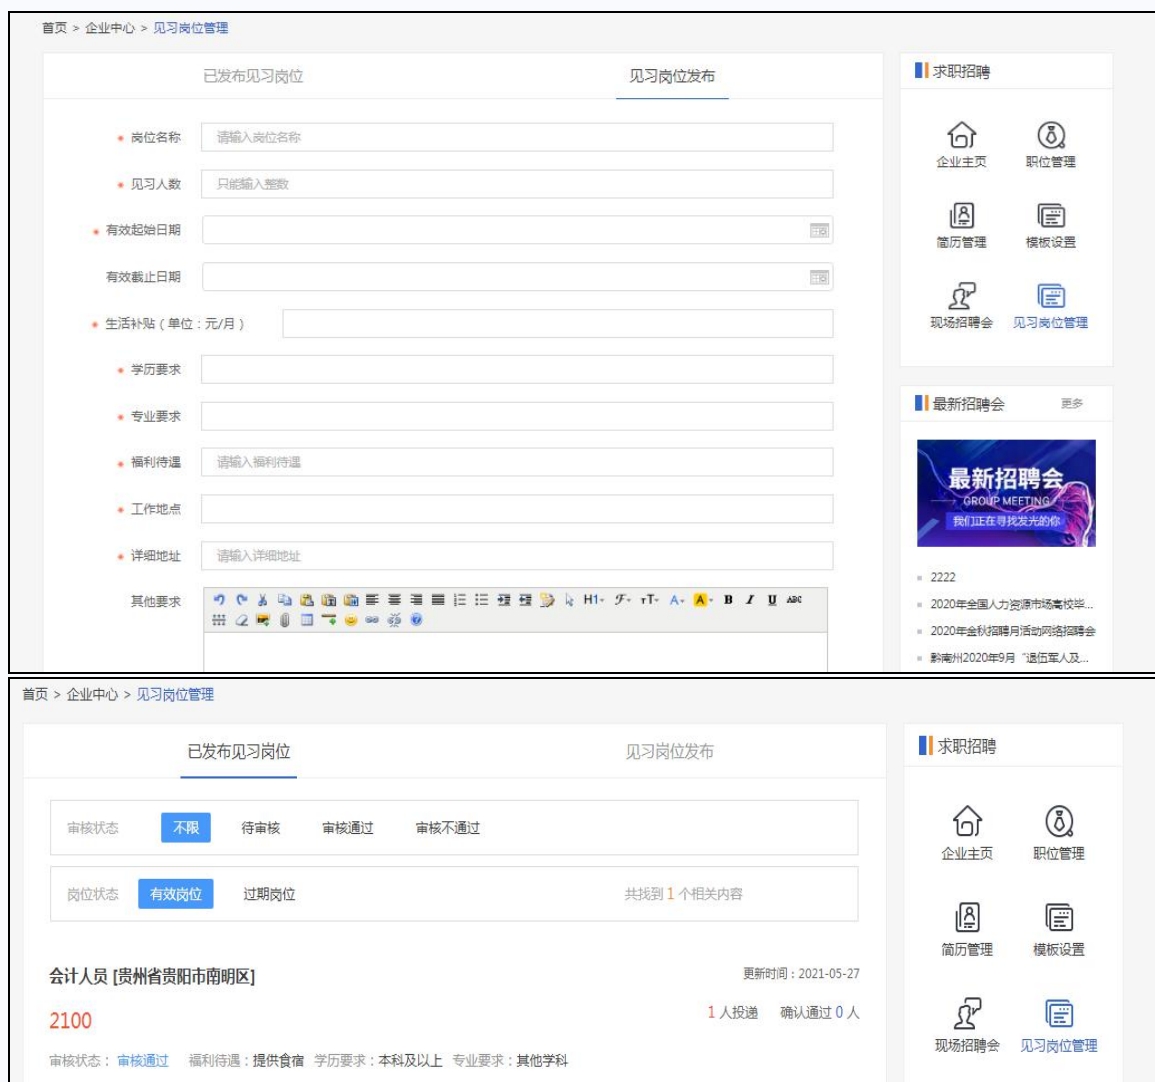 首页 > 企业中心 > 见习岗位管理
已发布见习岗位 见习岗位发布
* 岗位名称 请输入岗位名称
* 见习人数 只能输入整数
* 有效起始日期
有效截止日期
* 生活补贴（单位：元/月）
* 学历要求
* 专业要求
* 福利待遇 请输入福利待遇
* 工作地点
* 详细地址 请输入详细地址
其他要求
H1 F TT A A B I U ABC
求职招聘
企业主页 职位管理
简历管理 模板设置
现场招聘会 见习岗位管理
最新招聘会 更多
最新招聘会
GROUP MEETING
我们正在寻找发光的你
2222
2020年全国人力资源市场高校毕...
2020年金秋招聘月活动网络招聘会
黔南州2020年9月“退伍军人及...
首页 > 企业中心 > 见习岗位管理
已发布见习岗位 见习岗位发布
审核状态 不限 待审核 审核通过 审核不通过
岗位状态 有效岗位 过期岗位 共找到 1 个相关内容
会计人员 [贵州省贵阳市南明区] 更新时间：2021-05-27
2100 1 人投递 确认通过 0 人
审核状态： 审核通过 福利待遇：提供食宿 学历要求：本科及以上 专业要求：其他学科
求职招聘
企业主页 职位管理
简历管理 模板设置
现场招聘会 见习岗位管理